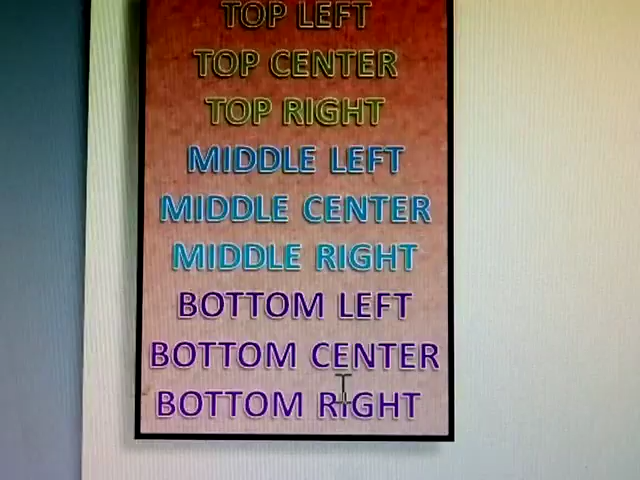 TOP LEFT
TOP CENTER
TOP RIGHT
MIDDLE LEFT
MIDDLE CENTER
MIDDLE RIGHT
BOTTOM LEFT
BOTTOM CENTER
BOTTOM RIGHT